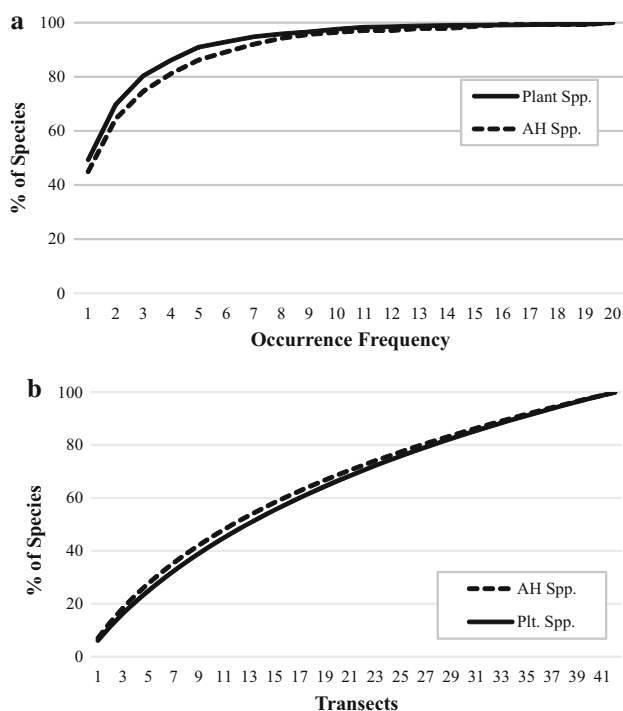 a
100
80
60
40
20
0
% of Species
Plant Spp.
AH Spp.
1 2 3 4 5 6 7 8 9 10 11 12 13 14 15 16 17 18 19 20
Occurrence Frequency
b
100
80
60
40
20
0
% of Species
AH Spp.
Plt. Spp.
1 3 5 7 9 11 13 15 17 19 21 23 25 27 29 31 33 35 37 39 41
Transects